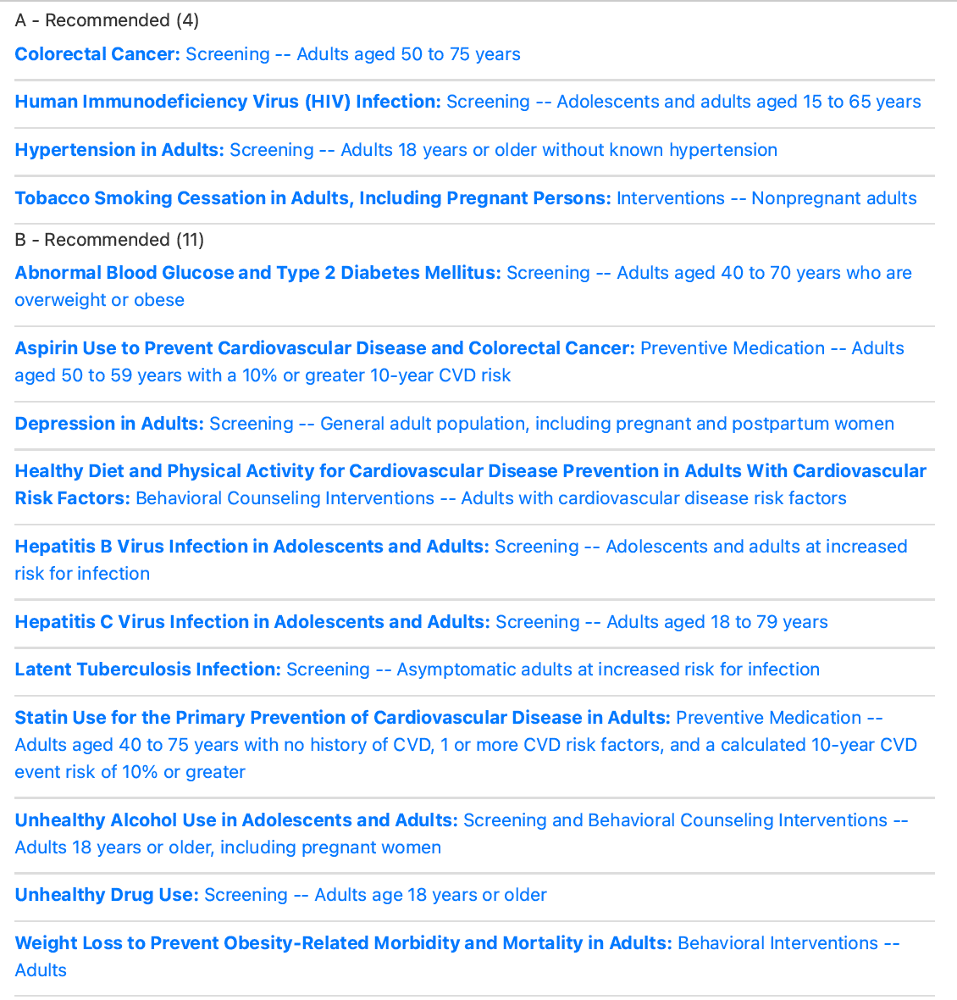 A - Recommended (4)
Colorectal Cancer: Screening -- Adults aged 50 to 75 years
Human Immunodeficiency Virus (HIV) Infection: Screening -- Adolescents and adults aged 15 to 65 years
Hypertension in Adults: Screening -- Adults 18 years or older without known hypertension
Tobacco Smoking Cessation in Adults, Including Pregnant Persons: Interventions -- Nonpregnant adults
B - Recommended (11)
Abnormal Blood Glucose and Type 2 Diabetes Mellitus: Screening -- Adults aged 40 to 70 years who are
overweight or obese
Aspirin Use to Prevent Cardiovascular Disease and Colorectal Cancer: Preventive Medication -- Adults
aged 50 to 59 years with a 10% or greater 10-year CVD risk
Depression in Adults: Screening -- General adult population, including pregnant and postpartum women
Healthy Diet and Physical Activity for Cardiovascular Disease Prevention in Adults With Cardiovascular
Risk Factors: Behavioral Counseling Interventions -- Adults with cardiovascular disease risk factors
Hepatitis B Virus Infection in Adolescents and Adults: Screening -- Adolescents and adults at increased
risk for infection
Hepatitis C Virus Infection in Adolescents and Adults: Screening -- Adults aged 18 to 79 years
Latent Tuberculosis Infection: Screening -- Asymptomatic adults at increased risk for infection
Statin Use for the Primary Prevention of Cardiovascular Disease in Adults: Preventive Medication --
Adults aged 40 to 75 years with no history of CVD, 1 or more CVD risk factors, and a calculated 10-year CVD
event risk of 10% or greater
Unhealthy Alcohol Use in Adolescents and Adults: Screening and Behavioral Counseling Interventions --
Adults 18 years or older, including pregnant women
Unhealthy Drug Use: Screening -- Adults age 18 years or older
Weight Loss to Prevent Obesity-Related Morbidity and Mortality in Adults: Behavioral Interventions --
Adults